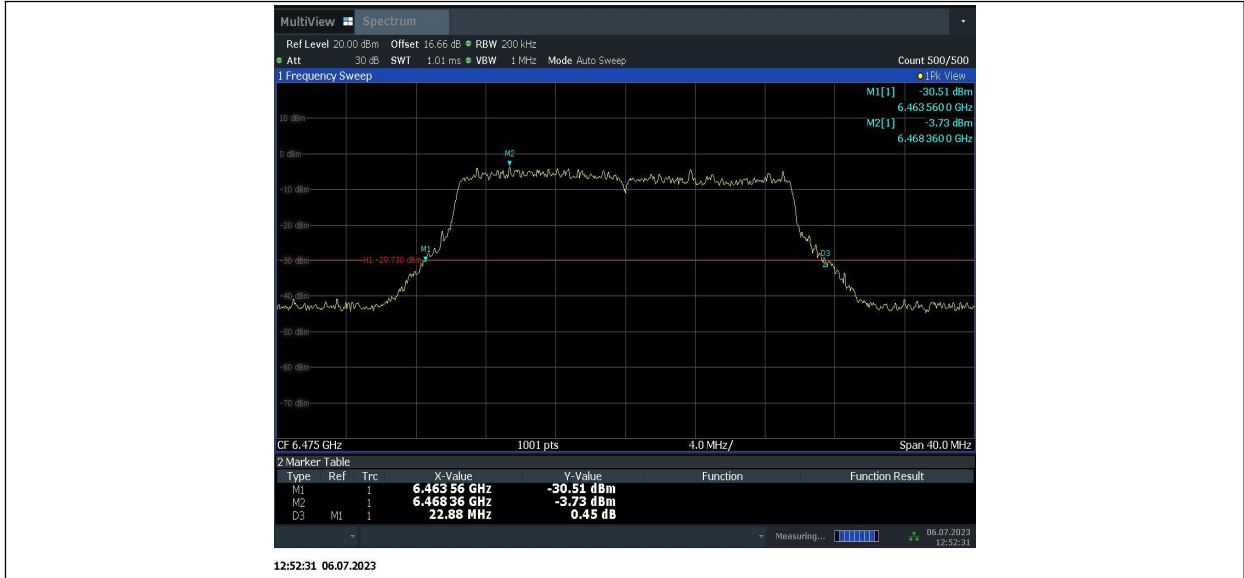 MultiView Spectrum
Ref Level 20.00 dBm Offset 16.66 dB RBW 200 kHz
Att 30 dB SWT 1.01 ms VBW 1 MHz Mode Auto Sweep Count 500/500
1 Frequency Sweep 1Pk View
M1[1] -30.51 dBm
6.463 560 0 GHz
10 dBm
M2[1] -3.73 dBm
6.468 360 0 GHz
0 dBm
M2
-10 dBm
-20 dBm
M1
D3
-30 dBm H1 -29.730 dBm
-40 dBm
-50 dBm
-60 dBm
-70 dBm
CF 6.475 GHz 1001 pts 4.0 MHz/ Span 40.0 MHz
2 Marker Table
Type Ref Trc X-Value Y-Value Function Function Result
M1 1 6.463 56 GHz -30.51 dBm
M2 1 6.468 36 GHz -3.73 dBm
D3 M1 1 22.88 MHz 0.45 dB
Measuring... 06.07.2023
12:52:31
12:52:31 06.07.2023